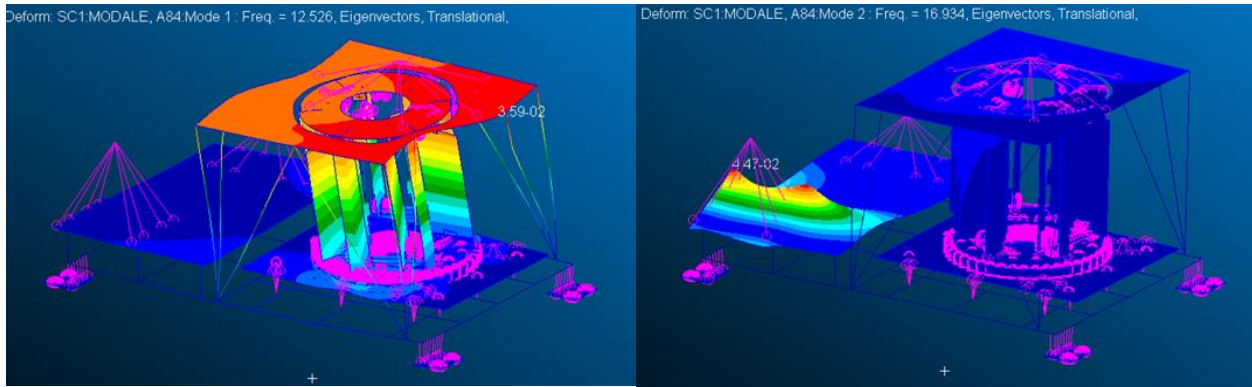 Deform: SC1:MODALE, A84:Mode 1 : Freq. = 12.526, Eigenvectors, Translational,
3.59-02
Deform: SC1:MODALE, A84:Mode 2 : Freq. = 16.934, Eigenvectors, Translational,
4.47-02